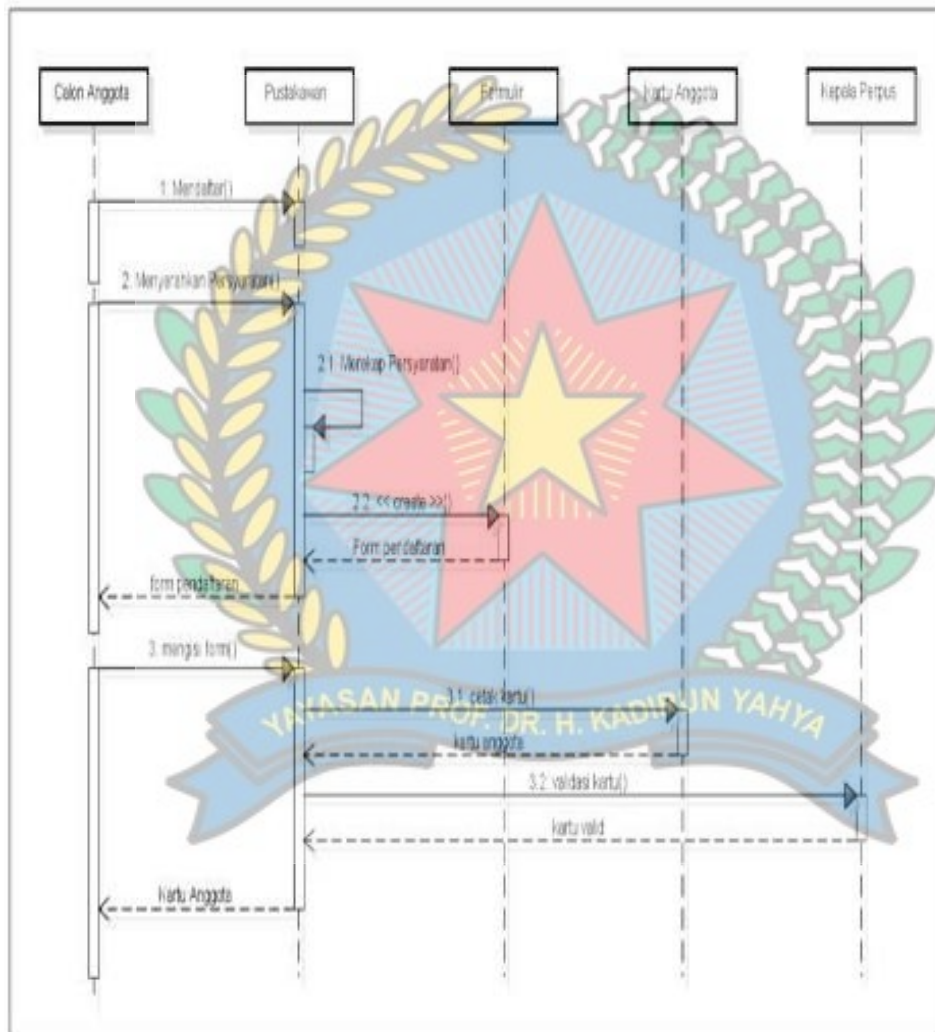 Calon Anggota
Pustakawan
Formulir
Kartu Anggota
Kepala Perpus
1. Mendaftar()
2. Menyerahkan Persyaratan()
2.1. Merekap Persyaratan()
2.2. << create >>()
Form pendaftaran
form pendaftaran
3. mengisi form()
3.1. cetak kartu()
YAYASAN PROF. DR. H. KADIRUN YAHYA
kartu anggota
3.2. validasi kartu()
kartu valid
Kartu Anggota